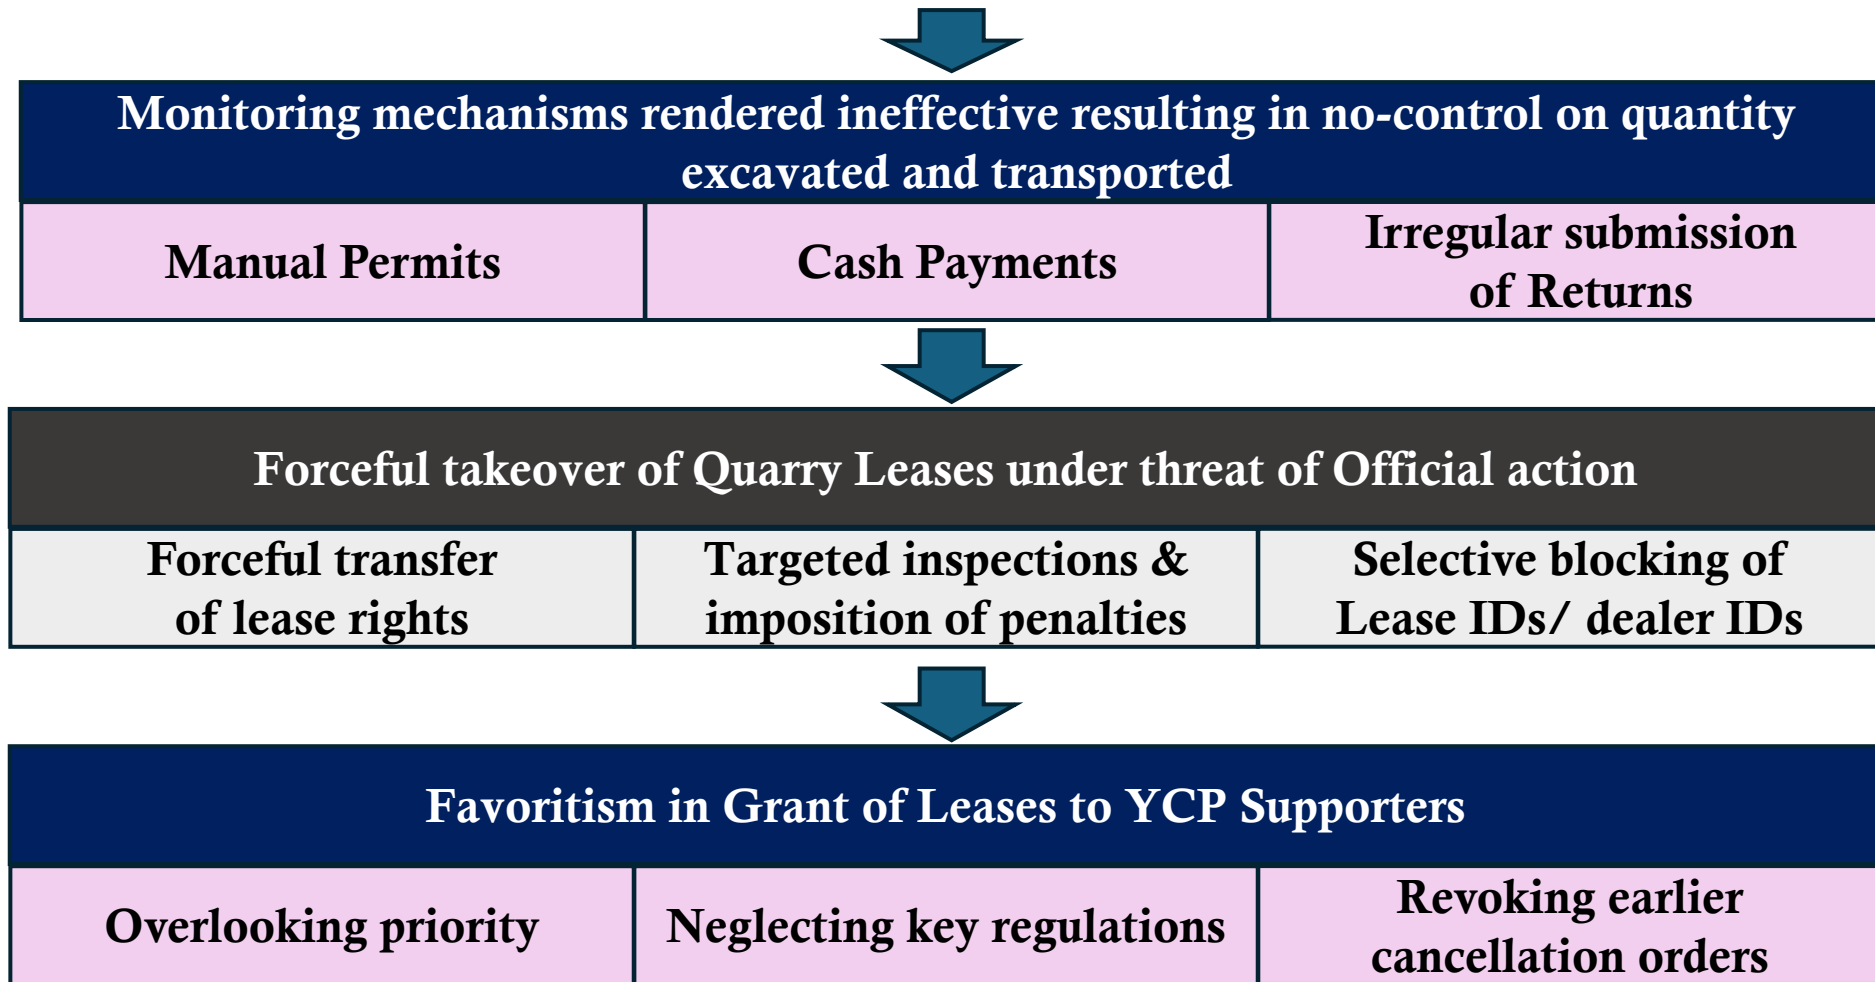 Monitoring mechanisms rendered ineffective resulting in no-control on quantity
excavated and transported
Manual Permits
Cash Payments
Irregular submission
of Returns
Forceful takeover of Quarry Leases under threat of Official action
Forceful transfer
of lease rights
Targeted inspections &
imposition of penalties
Selective blocking of
Lease IDs/ dealer IDs
Favoritism in Grant of Leases to YCP Supporters
Overlooking priority
Neglecting key regulations
Revoking earlier
cancellation orders